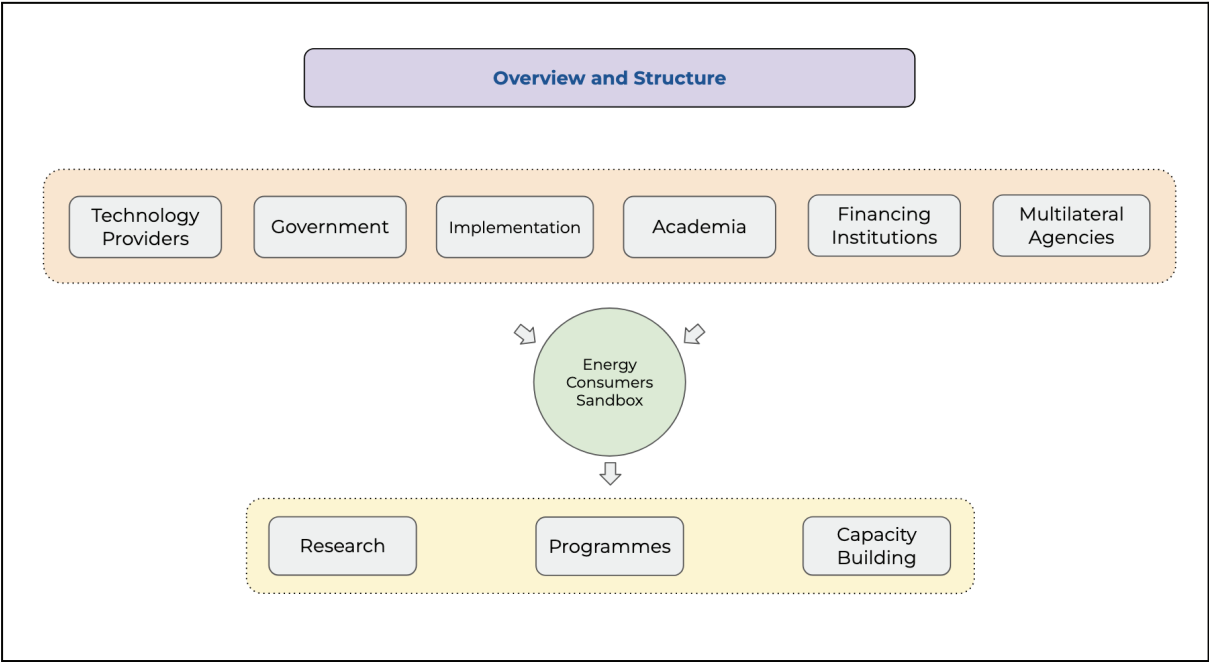 Overview and Structure
Technology
Providers
Government
Implementation
Academia
Financing
Institutions
Multilateral
Agencies
Energy
Consumers
Sandbox
Research
Programmes
Capacity
Building